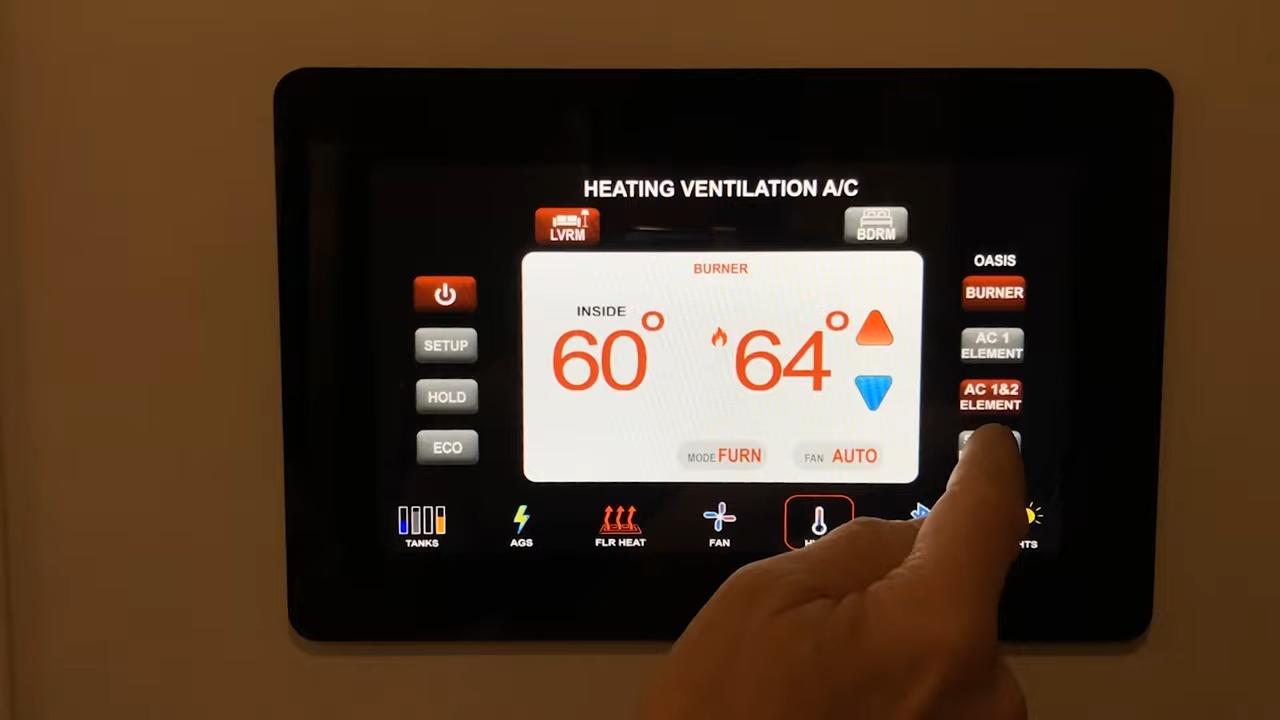 HEATING VENTILATION A/C
LVRM
BDRM
OASIS
BURNER
INSIDE
60°
64°
BURNER
SETUP
AC 1
ELEMENT
HOLD
AC 1&2
ELEMENT
ECO
MODE FURN
FAN AUTO
TANKS
AGS
FLR HEAT
FAN